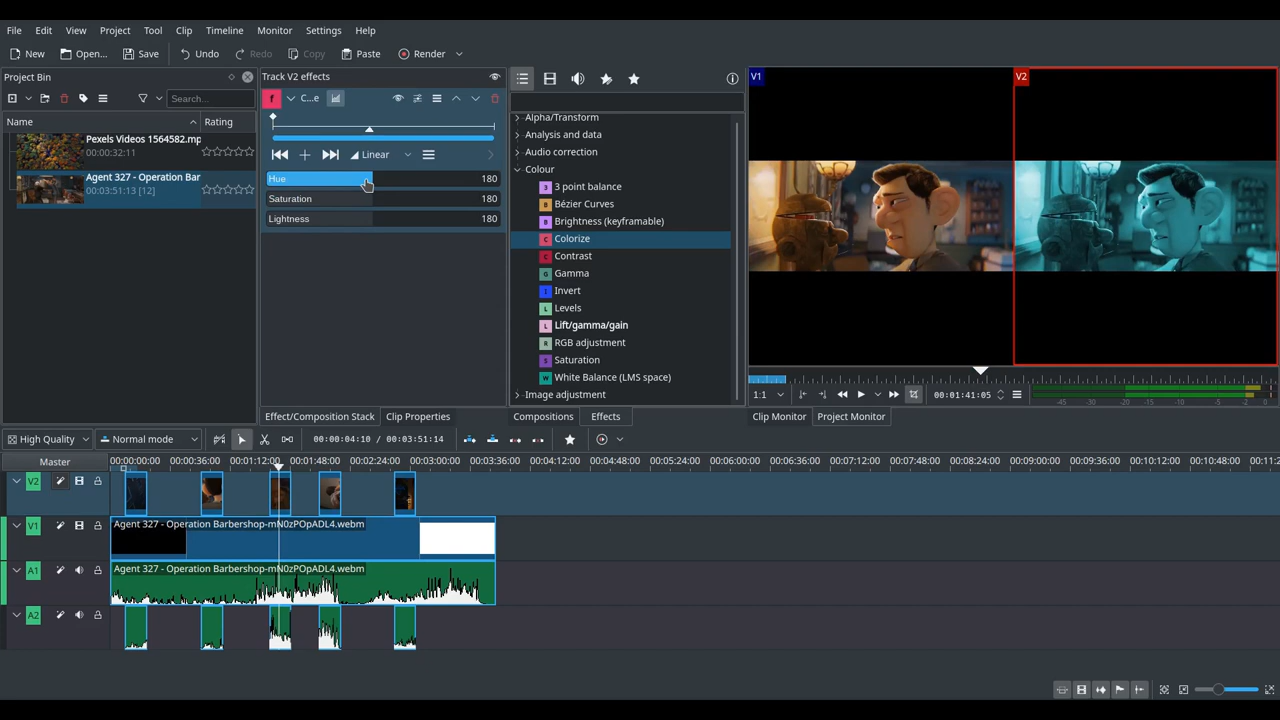 File Edit View Project Tool Clip Timeline Monitor Settings Help
New Open... Save Undo Redo Copy Paste Render
Project Bin
Search...
Name Rating
Pexels Videos 1564582.mp
00:00:32:11
Agent 327 - Operation Bar
00:03:51:13 [12]
Track V2 effects
f C...e
Linear
Hue 180
Saturation 180
Lightness 180
Effect/Composition Stack Clip Properties
Alpha/Transform
Analysis and data
Audio correction
Colour
3 3 point balance
B Bézier Curves
B Brightness (keyframable)
C Colorize
C Contrast
G Gamma
I Invert
L Levels
L Lift/gamma/gain
R RGB adjustment
S Saturation
W White Balance (LMS space)
Image adjustment
Compositions Effects
V1 V2
1:1 00:01:41:05
-45 -30 -20 -15 -10 -5 -2 0
Clip Monitor Project Monitor
High Quality Normal mode 00:00:04:10 / 00:03:51:14
Master 00:00:00:00 00:00:36:00 00:01:12:00 00:01:48:00 00:02:24:00 00:03:00:00 00:03:36:00 00:04:12:00 00:04:48:00 00:05:24:00 00:06:00:00 00:06:36:00 00:07:12:00 00:07:48:00 00:08:24:00 00:09:00:00 00:09:36:00 00:10:12:00 00:10:48:00 00:11:2
V2
V1 Agent 327 - Operation Barbershop-mN0zPOpADL4.webm
A1 Agent 327 - Operation Barbershop-mN0zPOpADL4.webm
A2